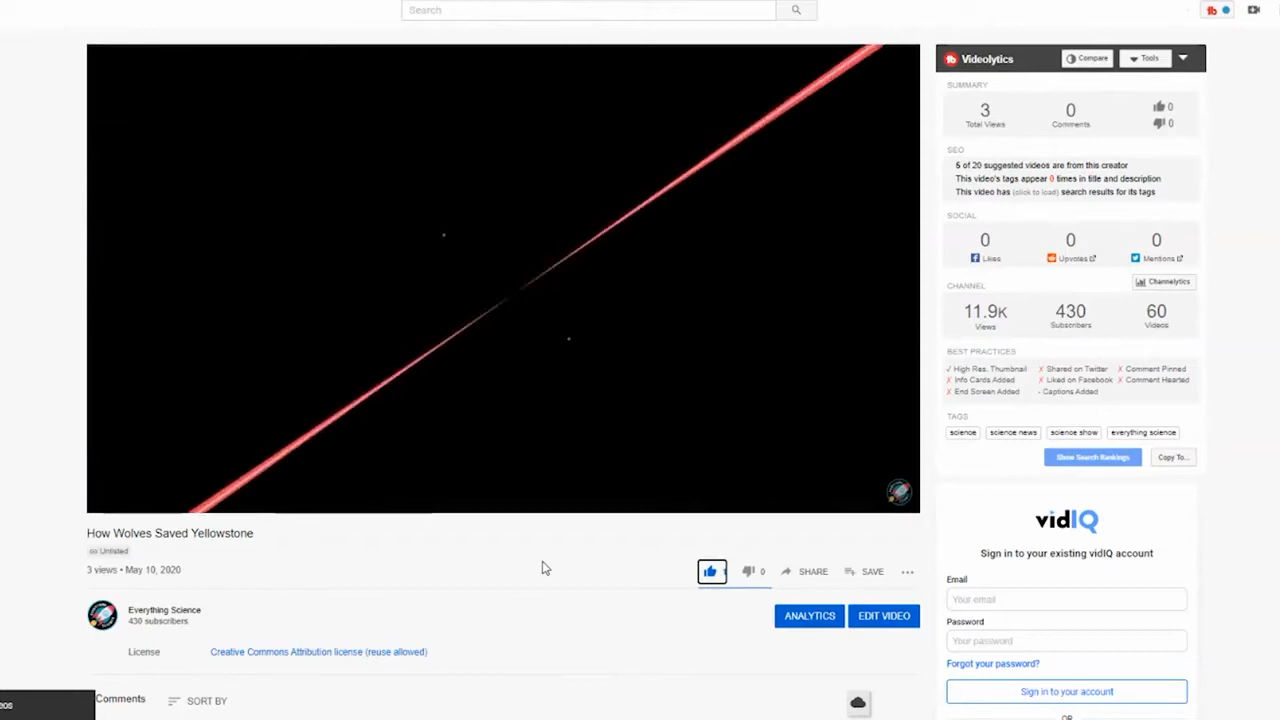 Search
tb
How Wolves Saved Yellowstone
Unlisted
3 views • May 10, 2020
1
0
SHARE
SAVE
Everything Science
430 subscribers
ANALYTICS
EDIT VIDEO
License
Creative Commons Attribution license (reuse allowed)
Comments
SORT BY
eos
tb Videolytics
Compare
Tools
SUMMARY
3
0
0
Total Views
Comments
0
SEO
5 of 20 suggested videos are from this creator
This video's tags appear 0 times in title and description
This video has (click to load) search results for its tags
SOCIAL
0
0
0
Likes
Upvotes
Mentions
CHANNEL
Channelytics
11.9K
430
60
Views
Subscribers
Videos
BEST PRACTICES
✓ High Res. Thumbnail ✗ Shared on Twitter ✗ Comment Pinned
✗ Info Cards Added ✗ Liked on Facebook ✗ Comment Hearted
✗ End Screen Added - Captions Added
TAGS
science
science news
science show
everything science
Show Search Rankings
Copy To...
vidIQ
Sign in to your existing vidIQ account
Email
Your email
Password
Your password
Forgot your password?
Sign in to your account
OR